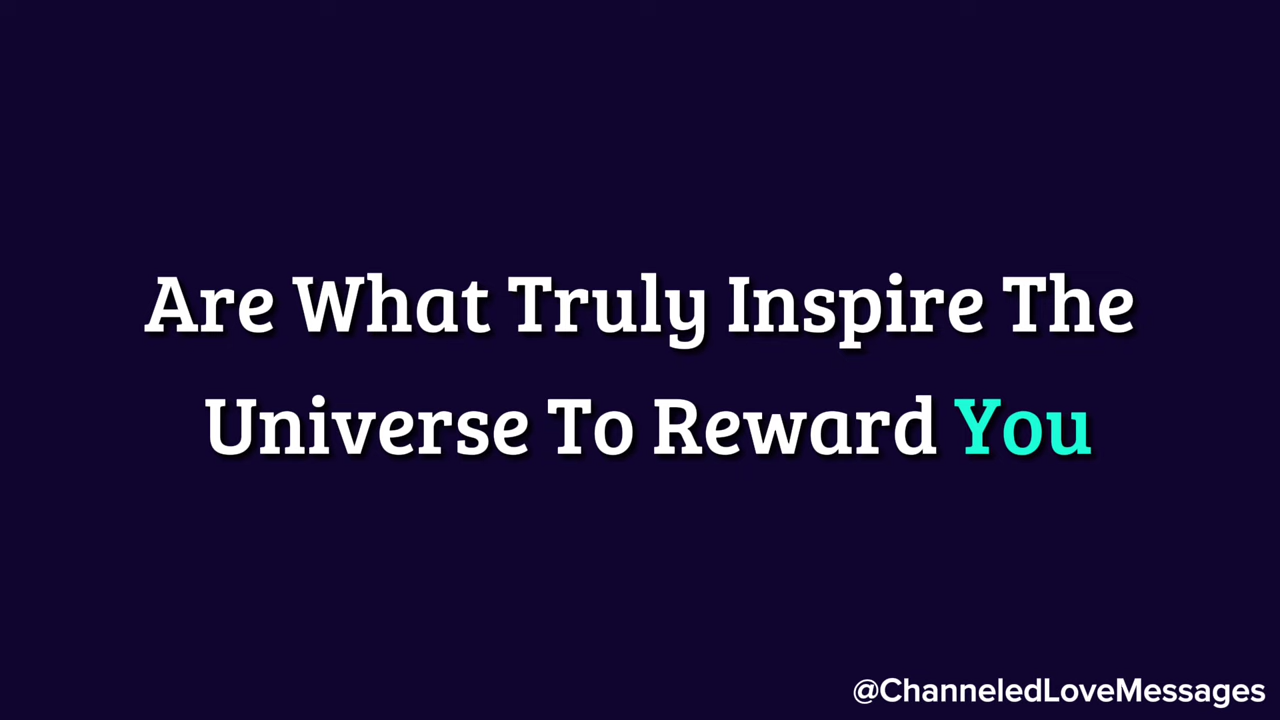 Are What Truly Inspire The
Universe To Reward You
@ChanneledLoveMessages